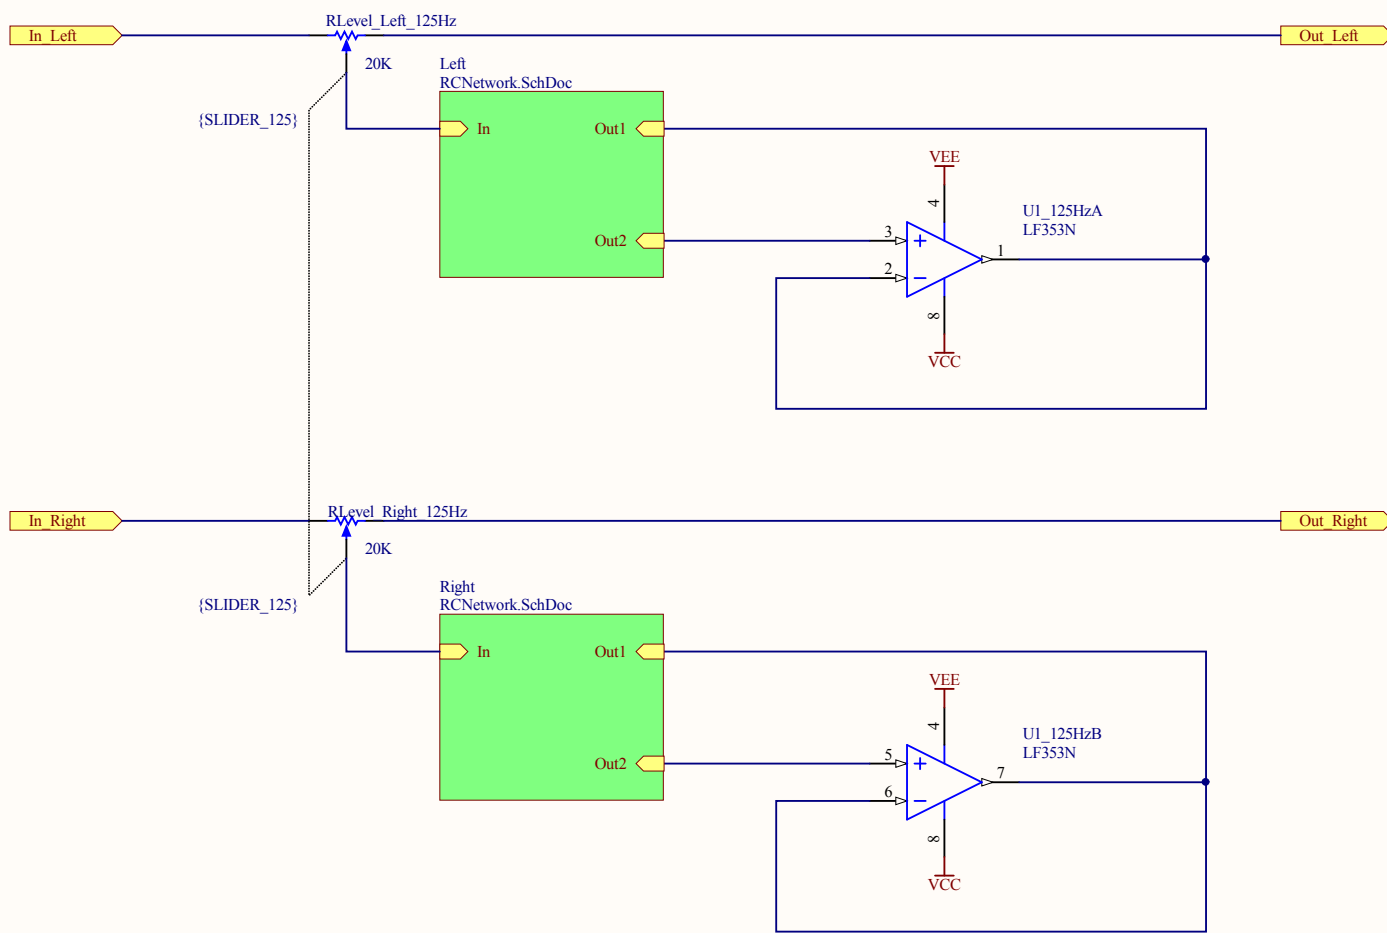 RLevel_Left_125Hz
In_Left
Out_Left
20K
Left
RCNetwork.SchDoc
{SLIDER_125}
In
Out1
VEE
4
U1_125HzA
LF353N
Out2
3
1
2
8
VCC
RLevel_Right_125Hz
In_Right
Out_Right
20K
Right
RCNetwork.SchDoc
{SLIDER_125}
In
Out1
VEE
4
U1_125HzB
LF353N
Out2
5
7
6
8
VCC